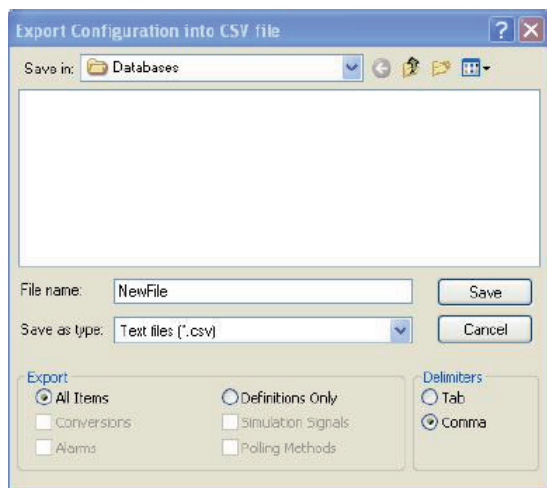 Export Configuration into CSV file
Save in: Databases
File name: NewFile Save
Save as type: Text files (*.csv) Cancel
Export Delimiters
All Items Definitions Only Tab
Conversions Simulation Signals Comma
Alarms Polling Methods